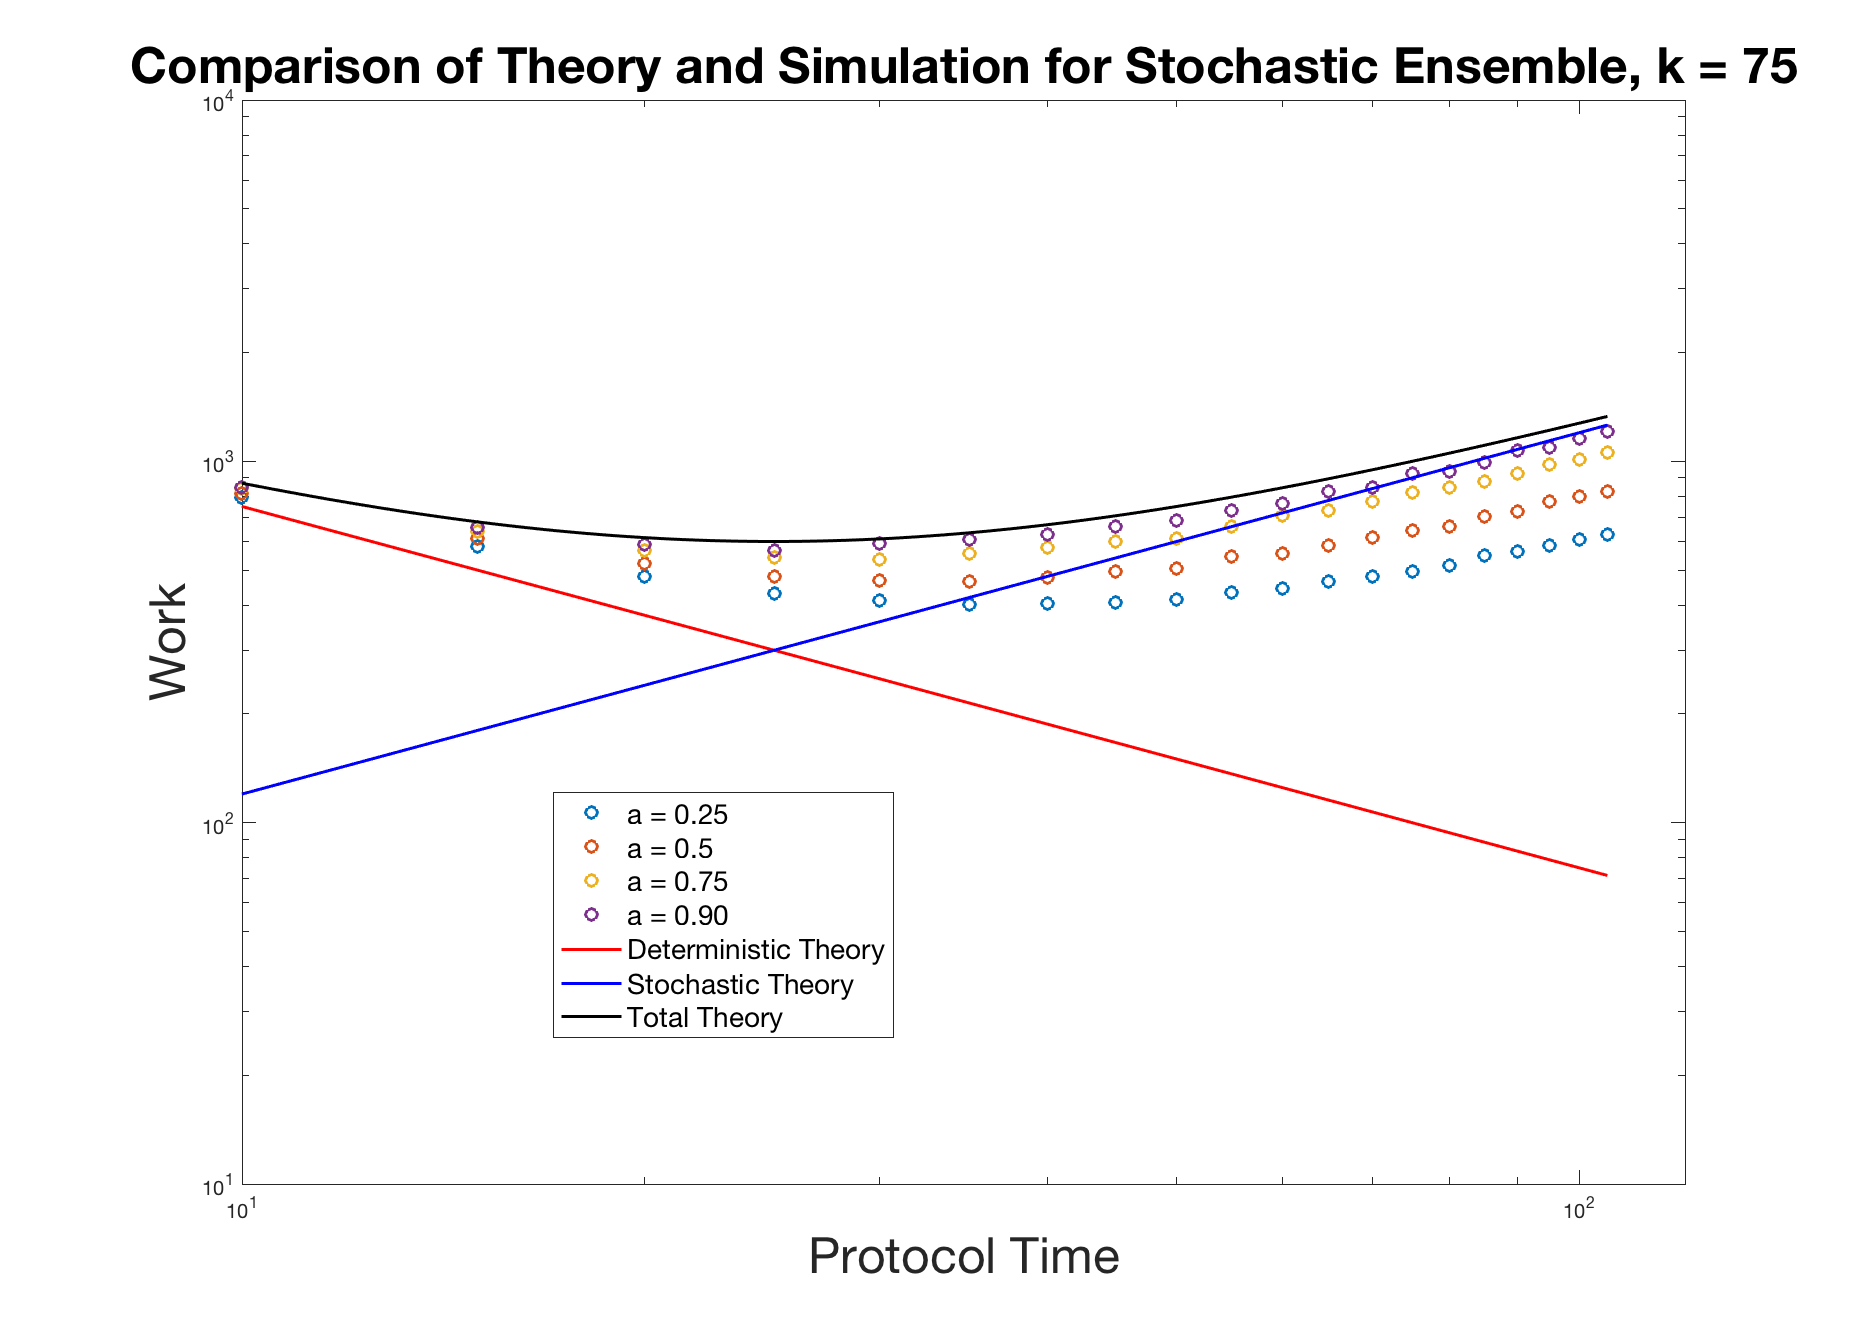 Comparison of Theory and Simulation for Stochastic Ensemble, k = 75
10^4
10^3
10^2
10^1
Work
a = 0.25
a = 0.5
a = 0.75
a = 0.90
Deterministic Theory
Stochastic Theory
Total Theory
10^1
10^2
Protocol Time